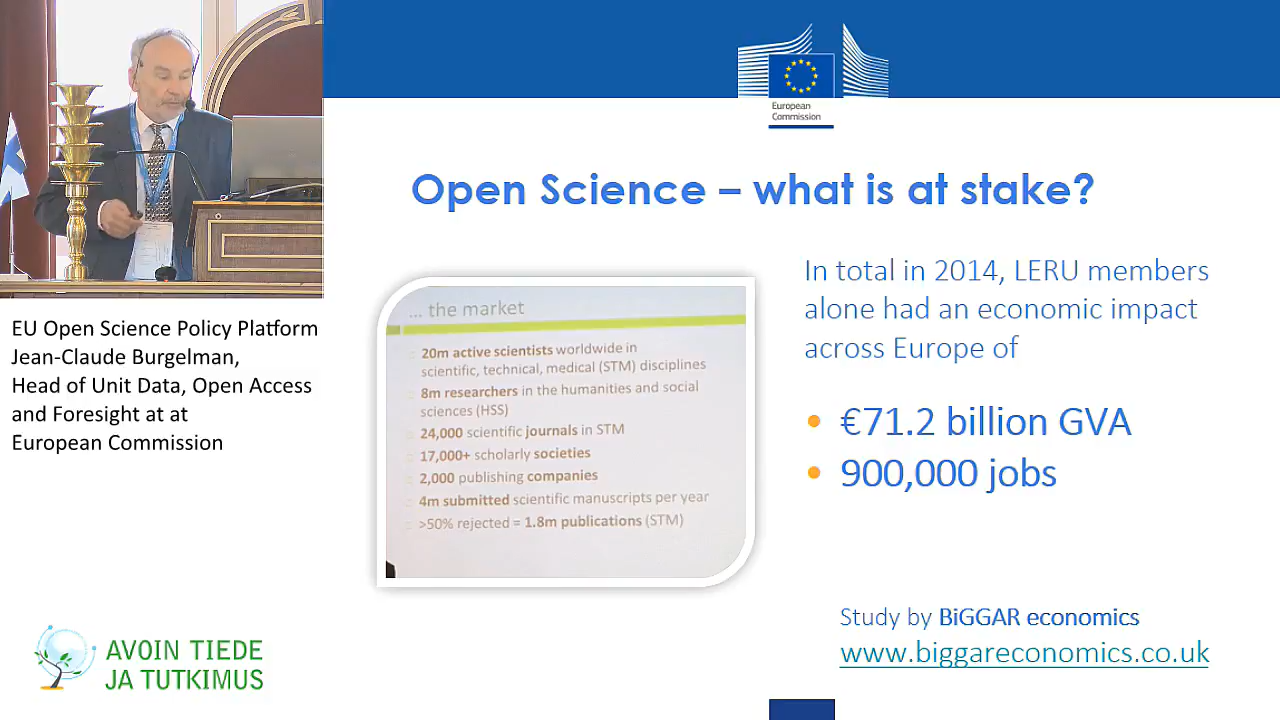 European
Commission
Open Science – what is at stake?
... the market
20m active scientists worldwide in
scientific, technical, medical (STM) disciplines
8m researchers in the humanities and social
sciences (HSS)
24,000 scientific journals in STM
17,000+ scholarly societies
2,000 publishing companies
4m submitted scientific manuscripts per year
>50% rejected = 1.8m publications (STM)
In total in 2014, LERU members
alone had an economic impact
across Europe of
• €71.2 billion GVA
• 900,000 jobs
Study by BiGGAR economics
www.biggareconomics.co.uk
EU Open Science Policy Platform
Jean-Claude Burgelman,
Head of Unit Data, Open Access
and Foresight at at
European Commission
AVOIN TIEDE
JA TUTKIMUS